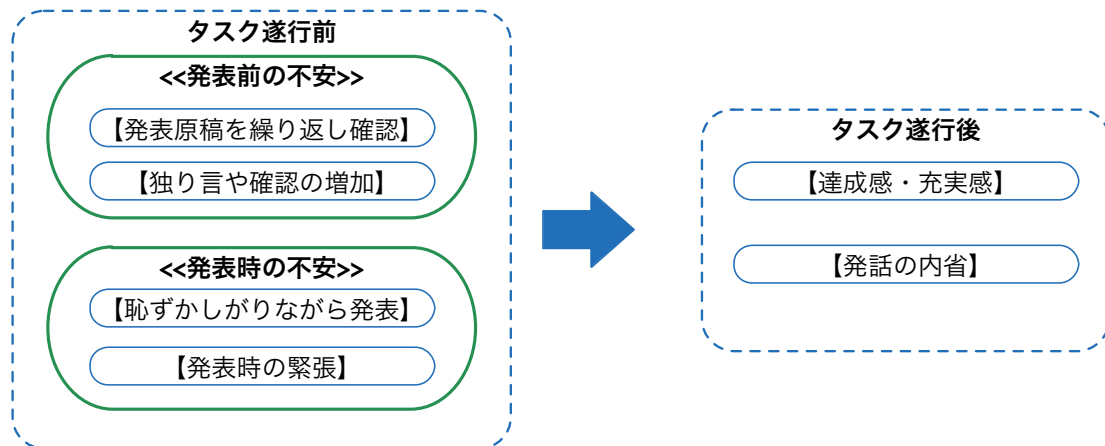 タスク遂行前
<<発表前の不安>>
【発表原稿を繰り返し確認】
【独り言や確認の増加】
<<発表時の不安>>
【恥ずかしがりながら発表】
【発表時の緊張】
タスク遂行後
【達成感・充実感】
【発話の内省】